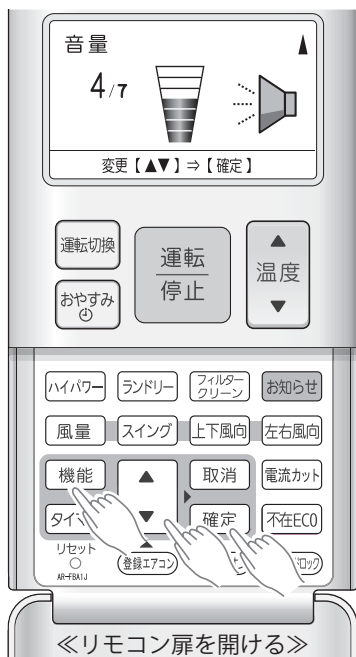 音量
4/7
変更【▲▼】⇒【確定】
運転切換
運転
停止
温度
おやすみ
ハイパワー
ランドリー
フィルター
クリーン
お知らせ
風量
スイング
上下風向
左右風向
機能
取消
電流カット
確定
不在ECO
リセット
AR-FBA1J
登録エアコン
≪リモコン扉を開ける≫